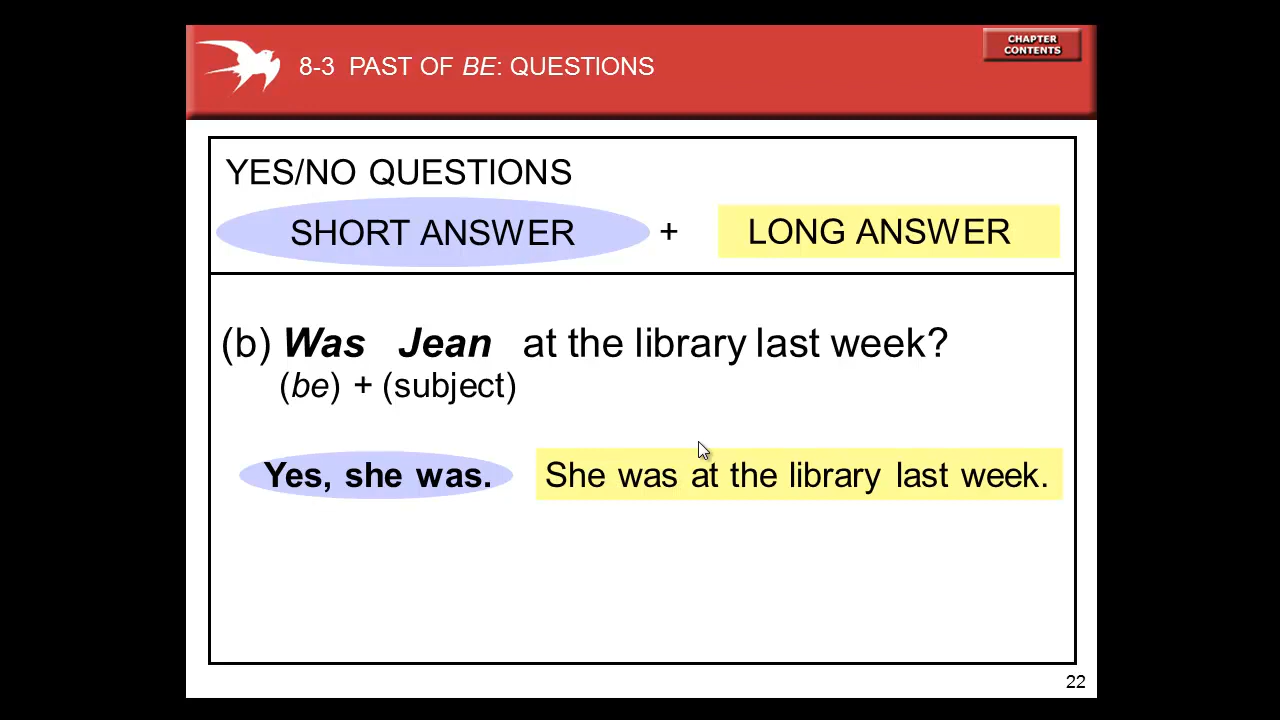 CHAPTER
CONTENTS
8-3 PAST OF BE: QUESTIONS
YES/NO QUESTIONS
SHORT ANSWER + LONG ANSWER
(b) Was Jean at the library last week?
(be) + (subject)
Yes, she was. She was at the library last week.
22